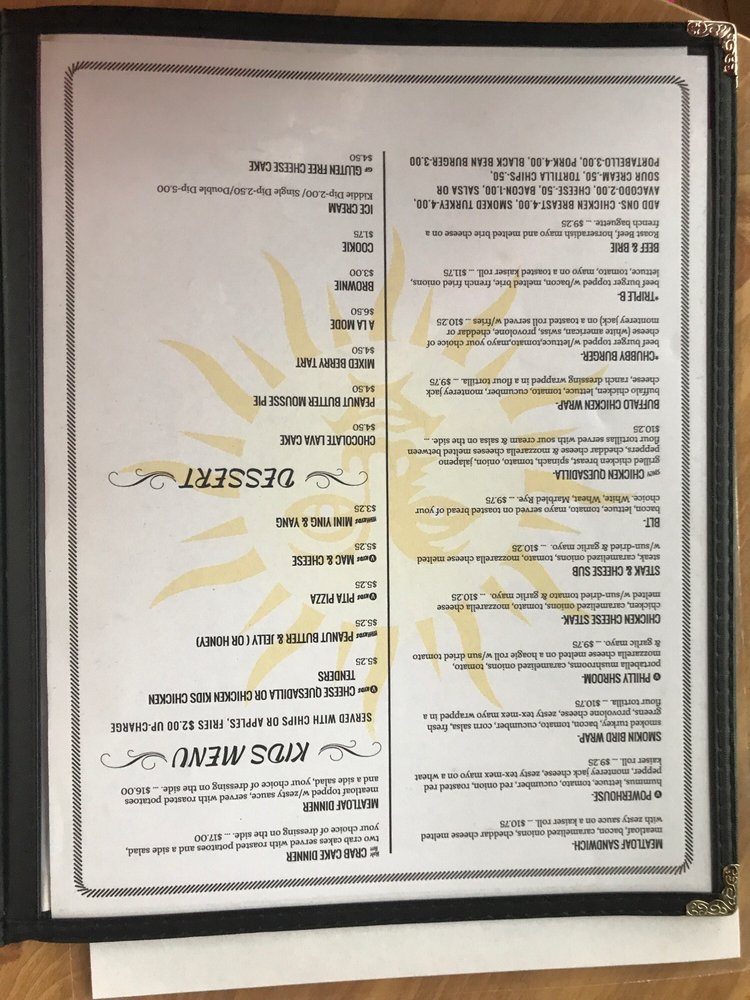 MEATLOAF SANDWICH-
meatloaf, bacon, caramelized onions, cheddar cheese melted
with zesty sauce on a kaiser roll. ... $10.75
V POWERHOUSE-
hummus, lettuce, tomato, cucumber, red onion, roasted red
pepper, monterey jack cheese, zesty tex-mex mayo on a wheat
kaiser roll. ... $9.25
SMOKIN BIRD WRAP-
smoked turkey, bacon, tomato, cucumber, corn salsa, fresh
greens, provolone cheese, zesty tex-mex mayo wrapped in a
flour tortilla. ... $10.75
V PHILLY SHROOM-
portabella mushrooms, caramelized onions, tomato,
mozzarella cheese melted on a hoagie roll w/sun dried tomato
& garlic mayo. ... $9.75
CHICKEN CHEESE STEAK-
chicken, caramelized onions, tomato, mozzarella cheese
melted w/sun-dried tomato & garlic mayo. ... $10.25
STEAK & CHEESE SUB
steak, caramelized onions, tomato, mozzarella cheese melted
w/sun-dried & garlic mayo. ... $10.25
BLT-
bacon, lettuce, tomato, mayo served on toasted bread of your
choice. White, Wheat, Marbled Rye. ... $9.75
SPICY CHICKEN QUESADILLA-
grilled chicken breast, spinach, tomato, onion, jalapeno
peppers, cheddar cheese & mozzarella cheeses melted between
flour tortillas served with sour cream & salsa on the side. ...
$10.25
BUFFALO CHICKEN WRAP-
buffalo chicken, lettuce, tomato, cucumber, monterey jack
cheese, ranch dressing wrapped in a flour tortilla. ... $9.75
*CHUBBY BURGER-
beef burger topped w/lettuce,tomato,mayo your choice of
cheese (white american, swiss, provolone, cheddar or
monterey jack) on a toasted roll served w/fries ... $10.25
*TRIPLE B-
beef burger topped w/bacon, melted brie, french fried onions,
lettuce, tomato, mayo on a toasted kaiser roll. ... $11.75
BEEF & BRIE
Roast Beef, horseradish mayo and melted brie cheese on a
french baguette. ... $9.25
ADD ONS- CHICKEN BREAST-4.00, SMOKED TURKEY-4.00,
AVACODO-2.00, CHEESE-.50, BACON-1.00, SALSA OR
SOUR CREAM-.50, TORTILLA CHIPS-.50,
PORTABELLO-3.00, PORK-4.00, BLACK BEAN BURGER-3.00
CRAB CAKE DINNER
two crab cakes served with roasted potatoes and a side salad,
your choice of dressing on the side. ... $17.00
MEATLOAF DINNER
meatloaf topped w/zesty sauce, served with roasted potatoes
and a side salad, your choice of dressing on the side. ... $16.00
KIDS MENU
SERVED WITH CHIPS OR APPLES, FRIES $2.00 UP-CHARGE
V CHEESE QUESADILLA OR CHICKEN KIDS CHICKEN
TENDERS
$5.25
PEANUT BUTTER & JELLY ( OR HONEY)
$5.25
V PITA PIZZA
$5.25
V MAC & CHEESE
$5.25
MINI YING & YANG
$3.25
DESSERT
CHOCOLATE LAVA CAKE
$4.50
PEANUT BUTTER MOUSSE PIE
$4.50
MIXED BERRY TART
$4.50
A LA MODE
$6.50
BROWNIE
$3.00
COOKIE
$1.75
ICE CREAM
Kiddie Dip-2.00/ Single Dip-2.50/Double Dip-5.00
GF GLUTEN FREE CHEESE CAKE
$4.50